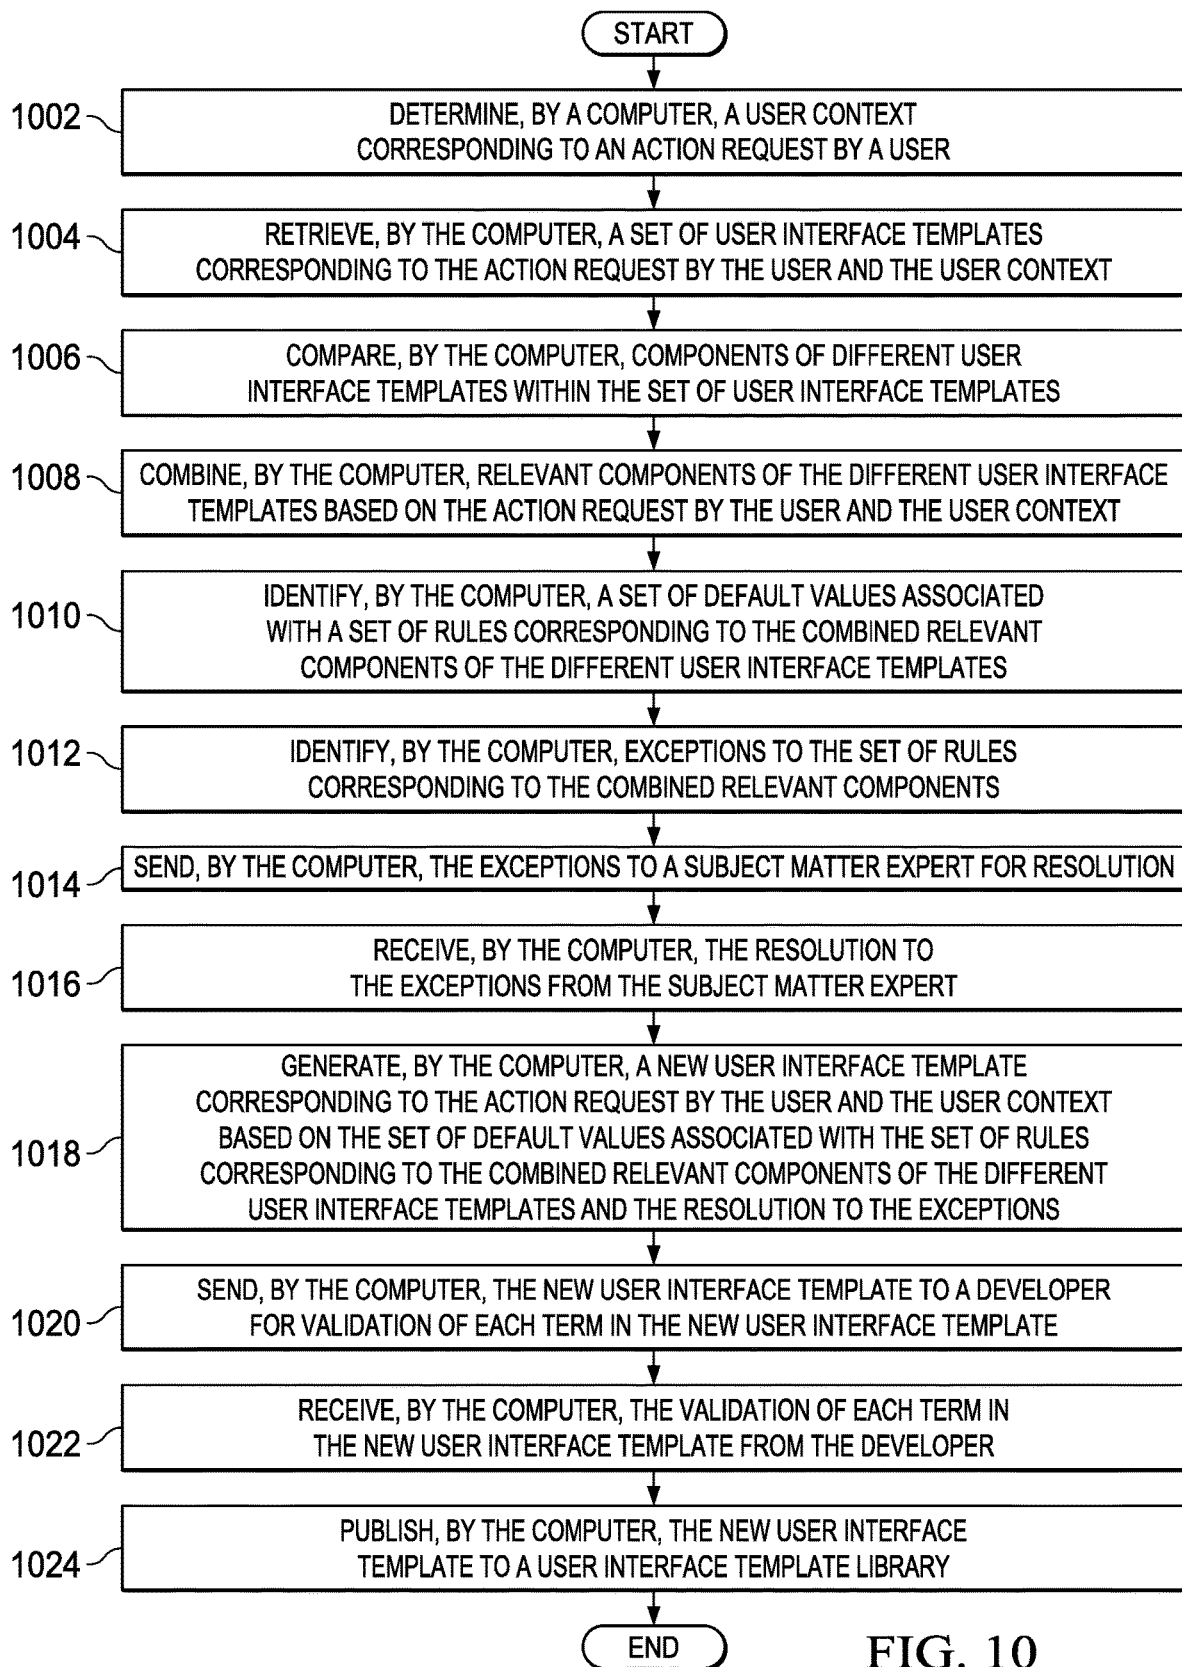 START
1002
DETERMINE, BY A COMPUTER, A USER CONTEXT
CORRESPONDING TO AN ACTION REQUEST BY A USER
1004
RETRIEVE, BY THE COMPUTER, A SET OF USER INTERFACE TEMPLATES
CORRESPONDING TO THE ACTION REQUEST BY THE USER AND THE USER CONTEXT
1006
COMPARE, BY THE COMPUTER, COMPONENTS OF DIFFERENT USER
INTERFACE TEMPLATES WITHIN THE SET OF USER INTERFACE TEMPLATES
1008
COMBINE, BY THE COMPUTER, RELEVANT COMPONENTS OF THE DIFFERENT USER INTERFACE
TEMPLATES BASED ON THE ACTION REQUEST BY THE USER AND THE USER CONTEXT
1010
IDENTIFY, BY THE COMPUTER, A SET OF DEFAULT VALUES ASSOCIATED
WITH A SET OF RULES CORRESPONDING TO THE COMBINED RELEVANT
COMPONENTS OF THE DIFFERENT USER INTERFACE TEMPLATES
1012
IDENTIFY, BY THE COMPUTER, EXCEPTIONS TO THE SET OF RULES
CORRESPONDING TO THE COMBINED RELEVANT COMPONENTS
1014
SEND, BY THE COMPUTER, THE EXCEPTIONS TO A SUBJECT MATTER EXPERT FOR RESOLUTION
1016
RECEIVE, BY THE COMPUTER, THE RESOLUTION TO
THE EXCEPTIONS FROM THE SUBJECT MATTER EXPERT
1018
GENERATE, BY THE COMPUTER, A NEW USER INTERFACE TEMPLATE
CORRESPONDING TO THE ACTION REQUEST BY THE USER AND THE USER CONTEXT
BASED ON THE SET OF DEFAULT VALUES ASSOCIATED WITH THE SET OF RULES
CORRESPONDING TO THE COMBINED RELEVANT COMPONENTS OF THE DIFFERENT
USER INTERFACE TEMPLATES AND THE RESOLUTION TO THE EXCEPTIONS
1020
SEND, BY THE COMPUTER, THE NEW USER INTERFACE TEMPLATE TO A DEVELOPER
FOR VALIDATION OF EACH TERM IN THE NEW USER INTERFACE TEMPLATE
1022
RECEIVE, BY THE COMPUTER, THE VALIDATION OF EACH TERM IN
THE NEW USER INTERFACE TEMPLATE FROM THE DEVELOPER
1024
PUBLISH, BY THE COMPUTER, THE NEW USER INTERFACE
TEMPLATE TO A USER INTERFACE TEMPLATE LIBRARY
END
FIG. 10